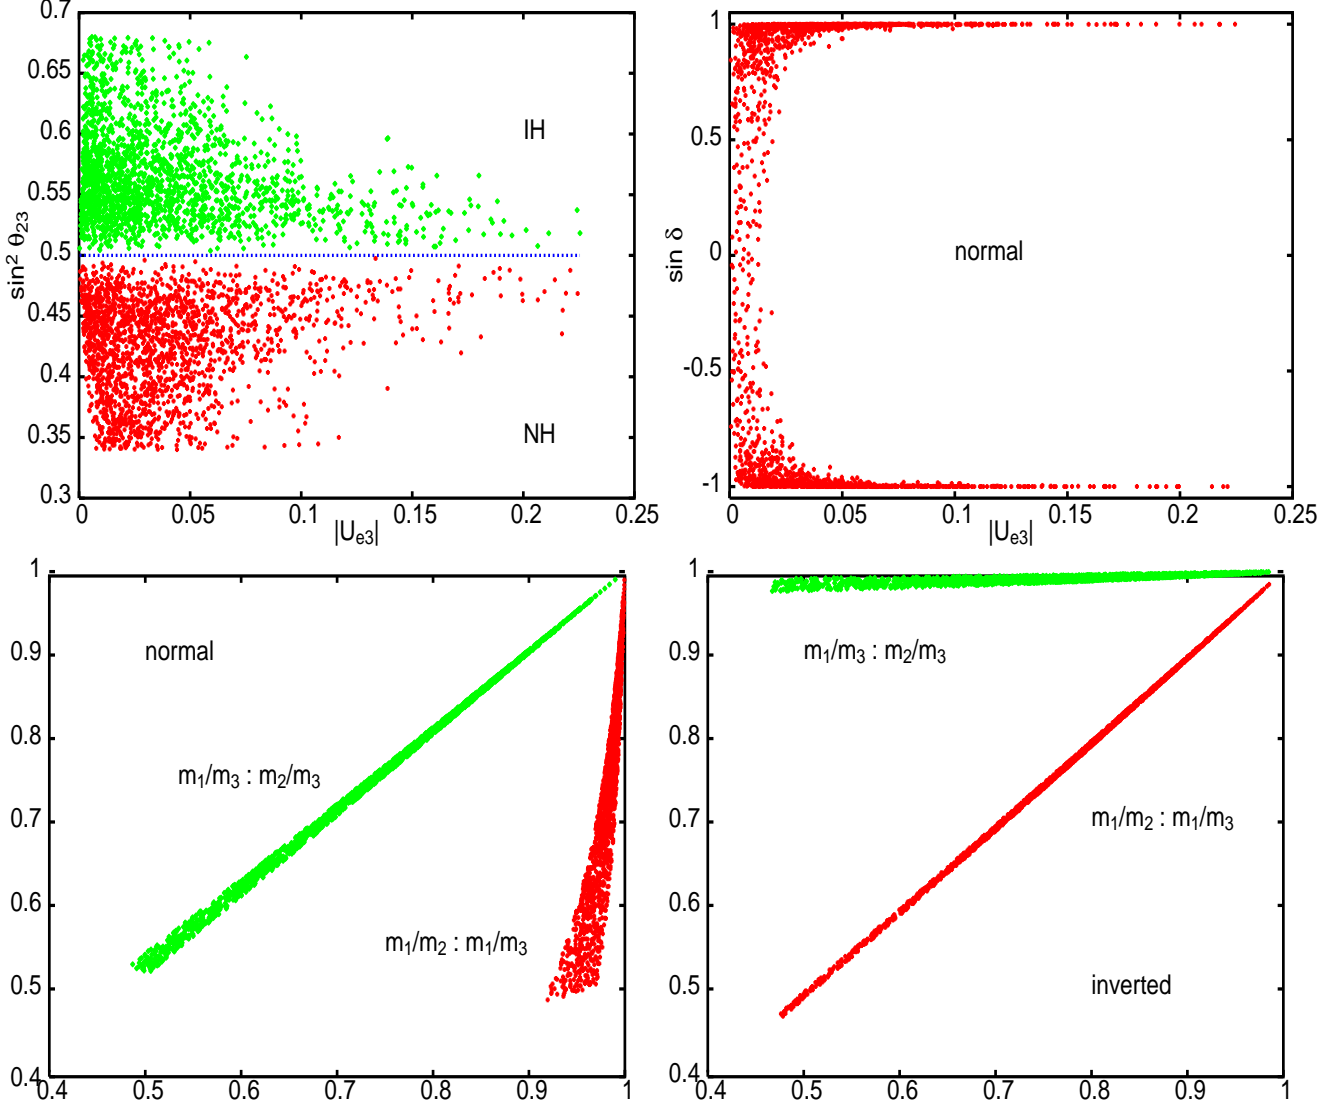 0.7
0.65
0.6
0.55
0.5
0.45
0.4
0.35
0.3
sin² θ₂₃
IH
NH
0 0.05 0.1 0.15 0.2 0.25
|Uₑ₃|
1
0.5
0
-0.5
-1
sin δ
normal
0 0.05 0.1 0.15 0.2 0.25
|Uₑ₃|
1
0.9
0.8
0.7
0.6
0.5
0.4
normal
m₁/m₃ : m₂/m₃
m₁/m₂ : m₁/m₃
0.4 0.5 0.6 0.7 0.8 0.9 1
1
0.9
0.8
0.7
0.6
0.5
0.4
m₁/m₃ : m₂/m₃
m₁/m₂ : m₁/m₃
inverted
0.4 0.5 0.6 0.7 0.8 0.9 1